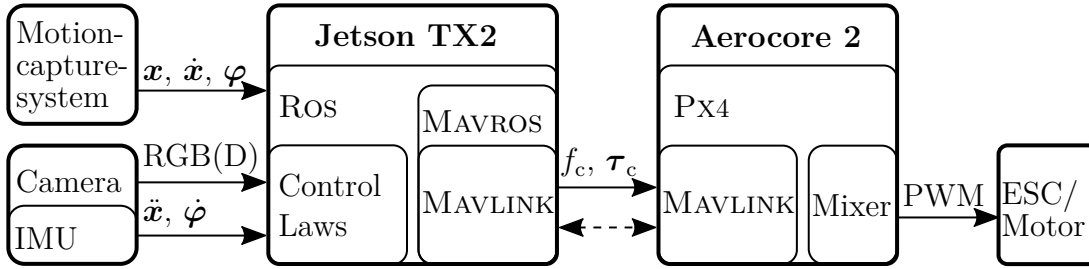 Motion-
capture-
system
x, ẋ, φ
Camera
IMU
RGB(D)
ẍ, φ̇
Jetson TX2
Ros
Mavros
Control
Laws
Mavlink
f_c, τ_c
Aerocore 2
Px4
Mavlink
Mixer
PWM
ESC/
Motor